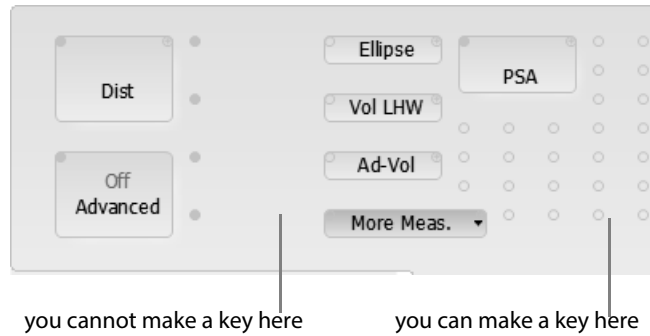 Ellipse
PSA
Dist
Vol LHW
Ad-Vol
Off
Advanced
More Meas.
you cannot make a key here
you can make a key here